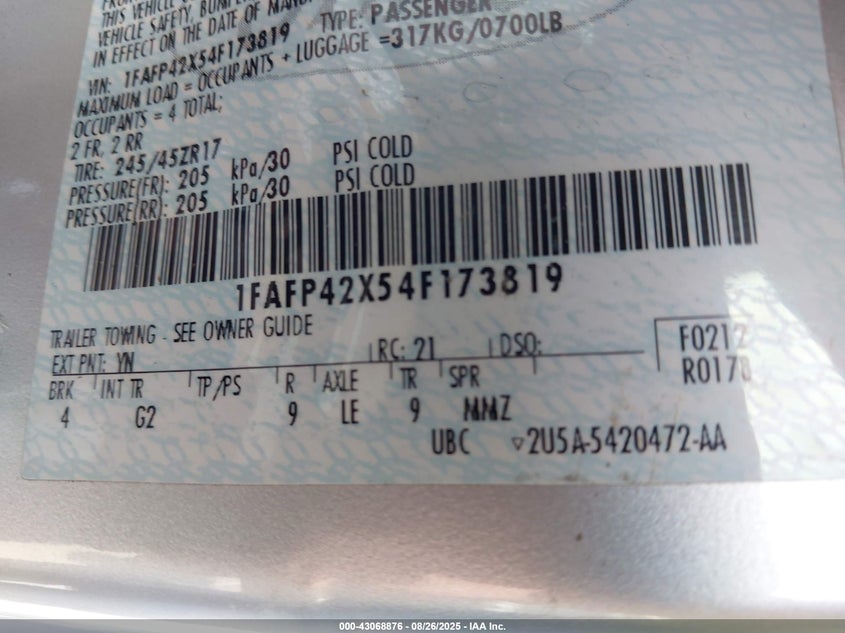 THIS VEHICLE
VEHICLE SAFETY,
IN EFFECT ON THE DATE OF
VIN: 1FAFP42X54F173819 TYPE: PASSENGER
MAXIMUM LOAD = OCCUPANTS + LUGGAGE =317KG/0700LB
OCCUPANTS = 4 TOTAL;
2 FR, 2 RR
TIRE: 245/45ZR17
PRESSURE(FR): 205 kPa/30 PSI COLD
PRESSURE(RR): 205 kPa/30 PSI COLD
1FAFP42X54F173819
TRAILER TOWING - SEE OWNER GUIDE
EXT PNT: YN RC: 21 DSO: F0212
BRK INT TR TP/PS R AXLE TR SPR R0178
4 G2 9 LE 9 MMZ
UBC ▽2U5A-5420472-AA
000-43068876 - 08/26/2025 - IAA Inc.